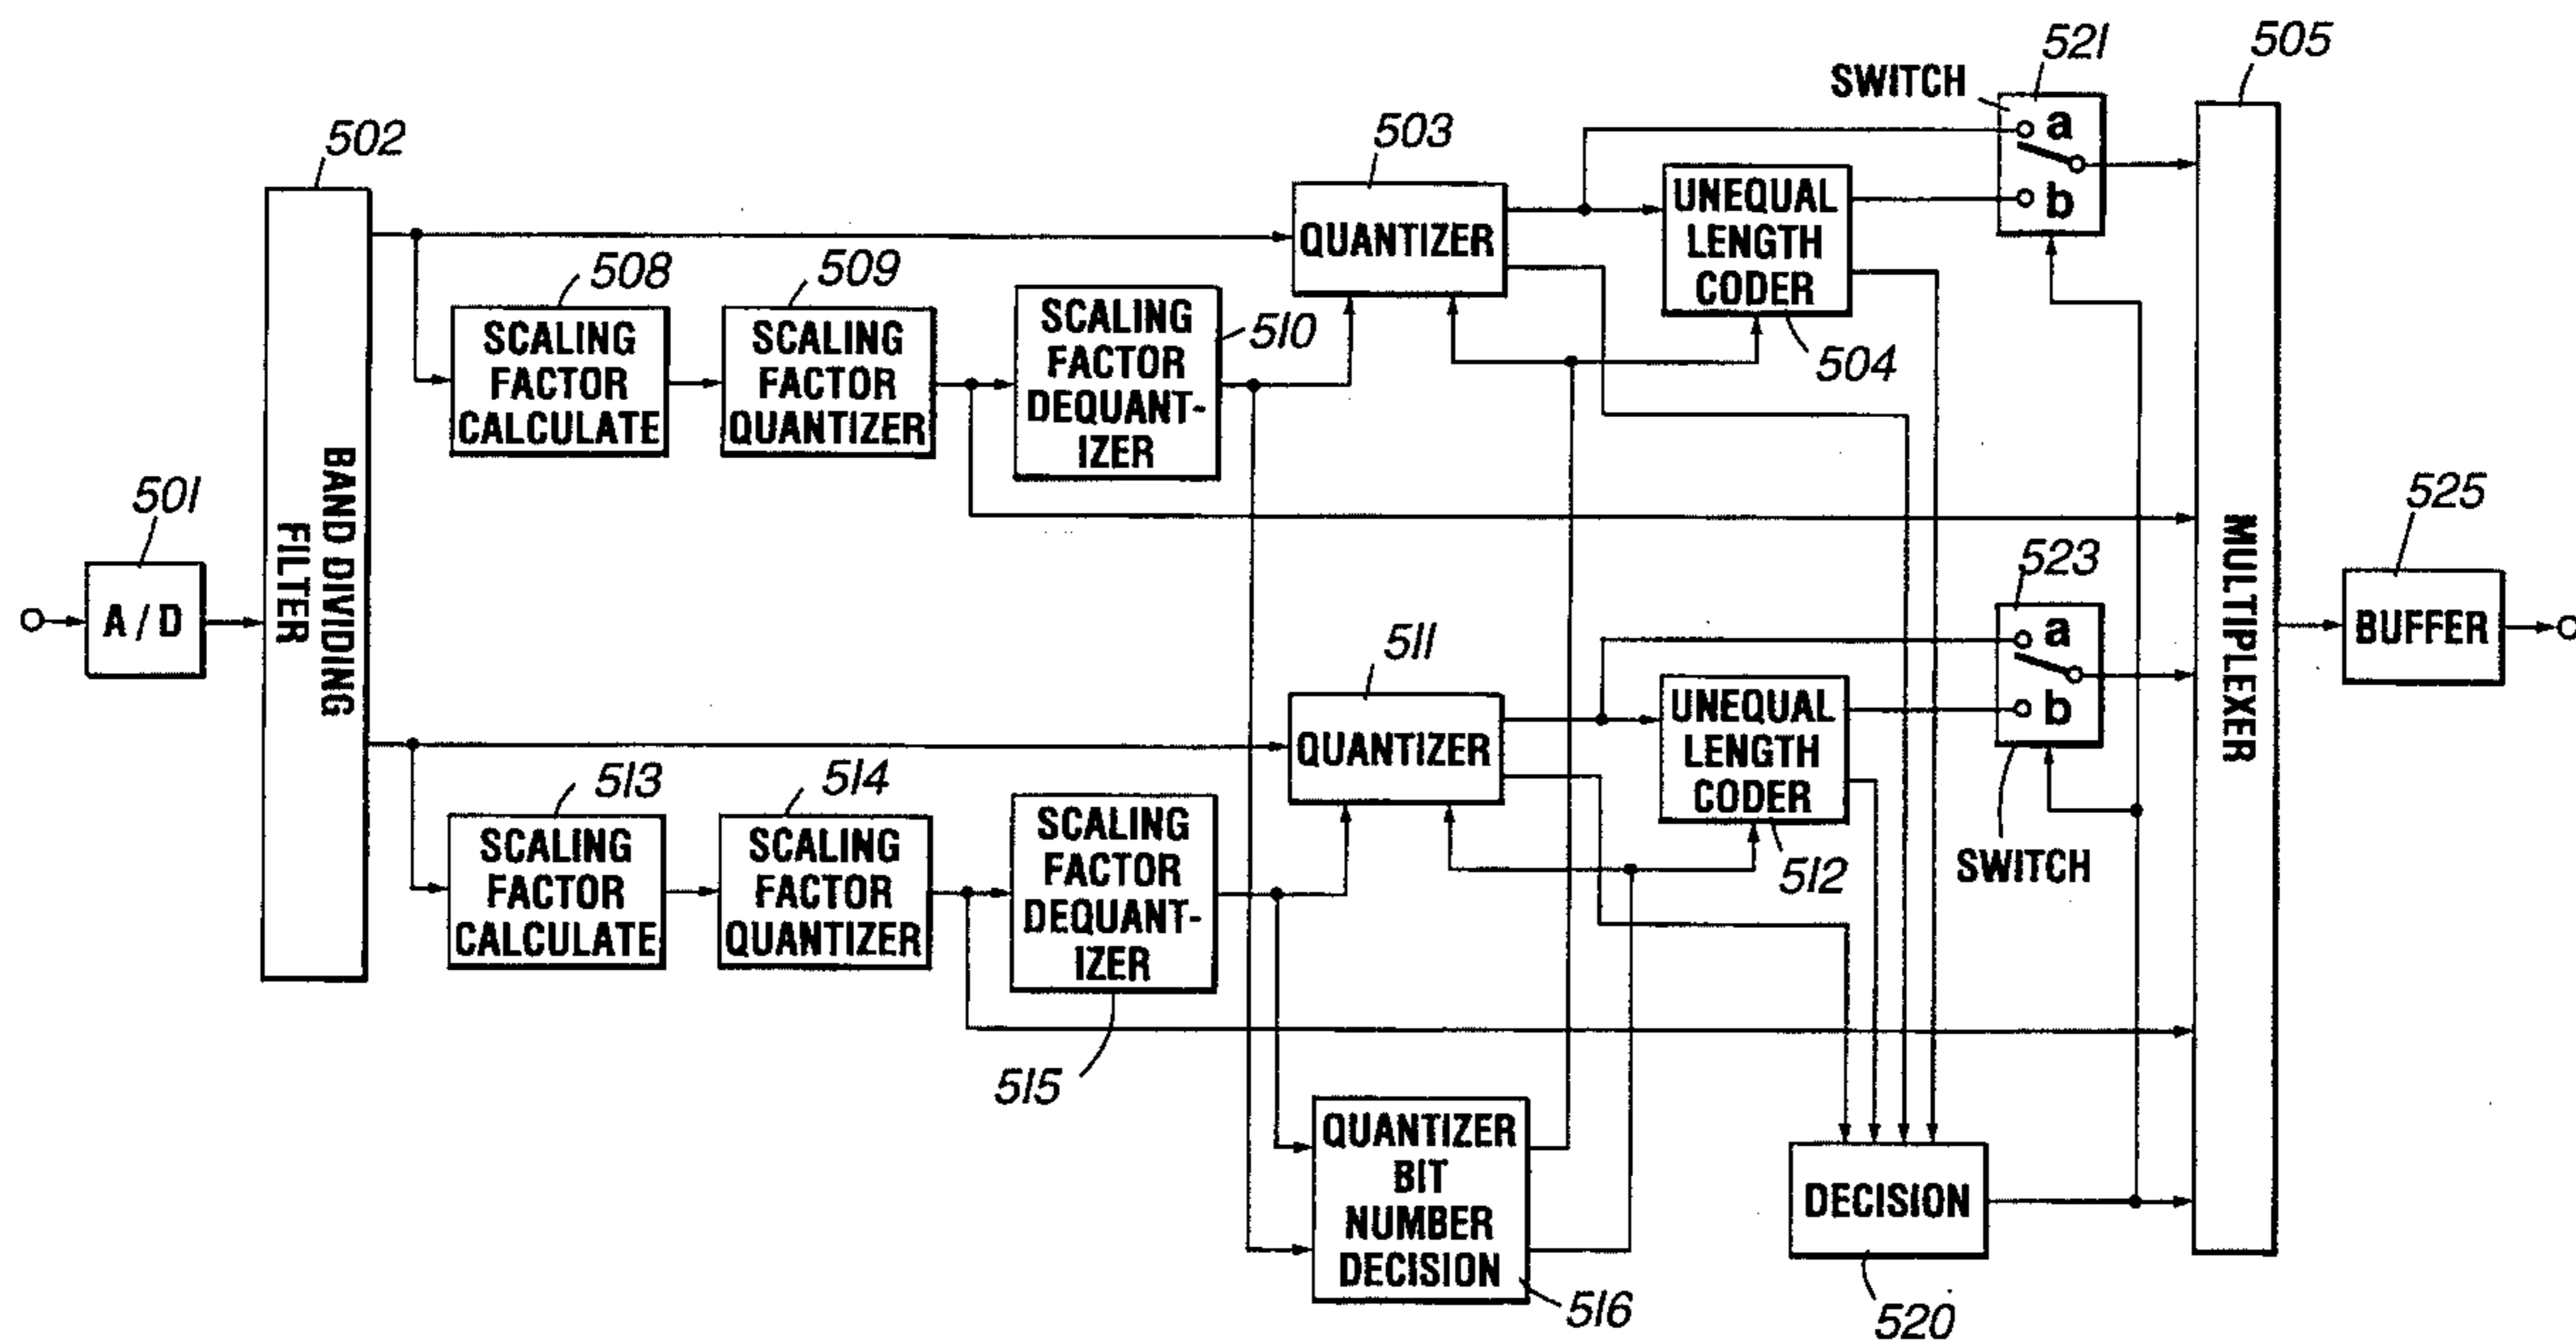 521
505
SWITCH
a
b
502
503
QUANTIZER
UNEQUAL
LENGTH
CODER
504
508
509
510
SCALING
FACTOR
CALCULATE
SCALING
FACTOR
QUANTIZER
SCALING
FACTOR
DEQUANT-
IZER
501
A/D
BAND DIVIDING
FILTER
523
a
b
SWITCH
MULTIPLEXER
525
BUFFER
511
QUANTIZER
UNEQUAL
LENGTH
CODER
512
513
514
SCALING
FACTOR
CALCULATE
SCALING
FACTOR
QUANTIZER
SCALING
FACTOR
DEQUANT-
IZER
515
QUANTIZER
BIT
NUMBER
DECISION
516
DECISION
520